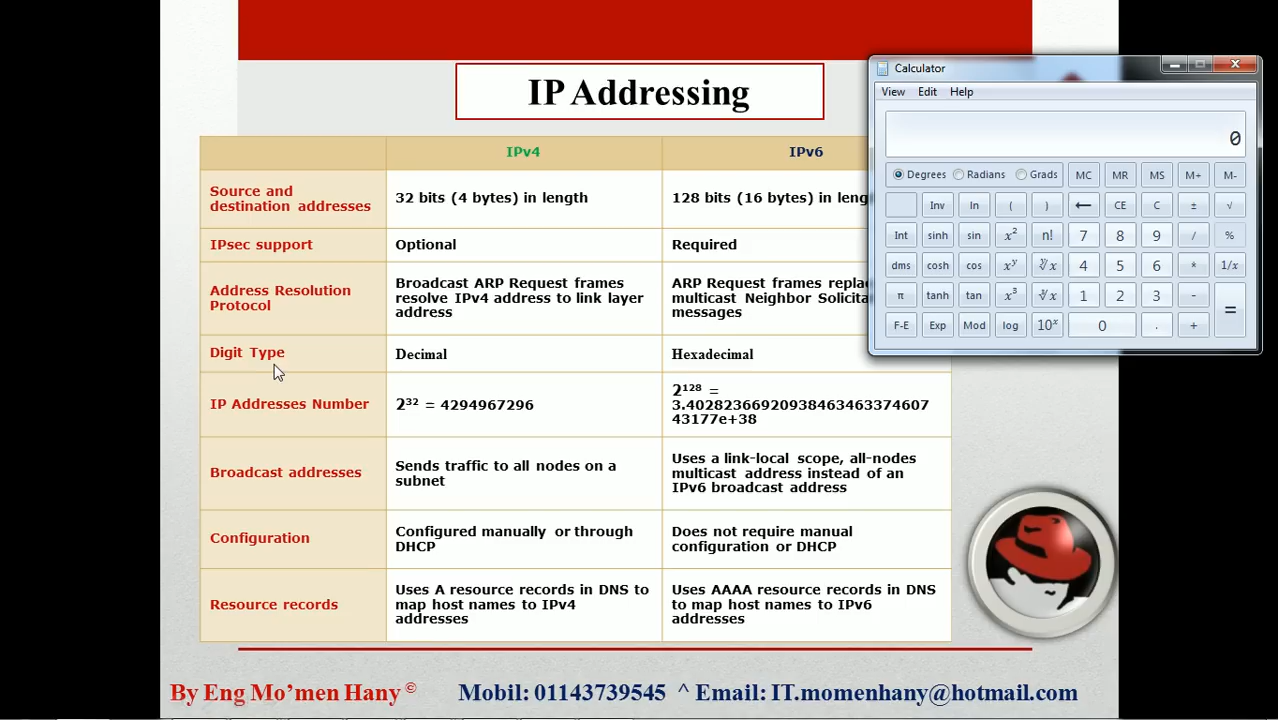 IP Addressing
IPv4
IPv6
Source and
destination addresses
32 bits (4 bytes) in length
128 bits (16 bytes) in leng
IPsec support
Optional
Required
Address Resolution
Protocol
Broadcast ARP Request frames
resolve IPv4 address to link layer
address
ARP Request frames repla
multicast Neighbor Solicita
messages
Digit Type
Decimal
Hexadecimal
IP Addresses Number
2³² = 4294967296
2¹²⁸ =
3.40282366920938463463374607
43177e+38
Broadcast addresses
Sends traffic to all nodes on a
subnet
Uses a link-local scope, all-nodes
multicast address instead of an
IPv6 broadcast address
Configuration
Configured manually or through
DHCP
Does not require manual
configuration or DHCP
Resource records
Uses A resource records in DNS to
map host names to IPv4
addresses
Uses AAAA resource records in DNS
to map host names to IPv6
addresses
By Eng Mo’men Hany © Mobil: 01143739545 ^ Email: IT.momenhany@hotmail.com
Calculator
View Edit Help
0
Degrees Radians Grads MC MR MS M+ M-
Inv ln ( ) ← CE C ± √
Int sinh sin x² n! 7 8 9 / %
dms cosh cos xʸ ʸ√x 4 5 6 * 1/x
π tanh tan x³ ³√x 1 2 3 - =
F-E Exp Mod log 10ˣ 0 . +